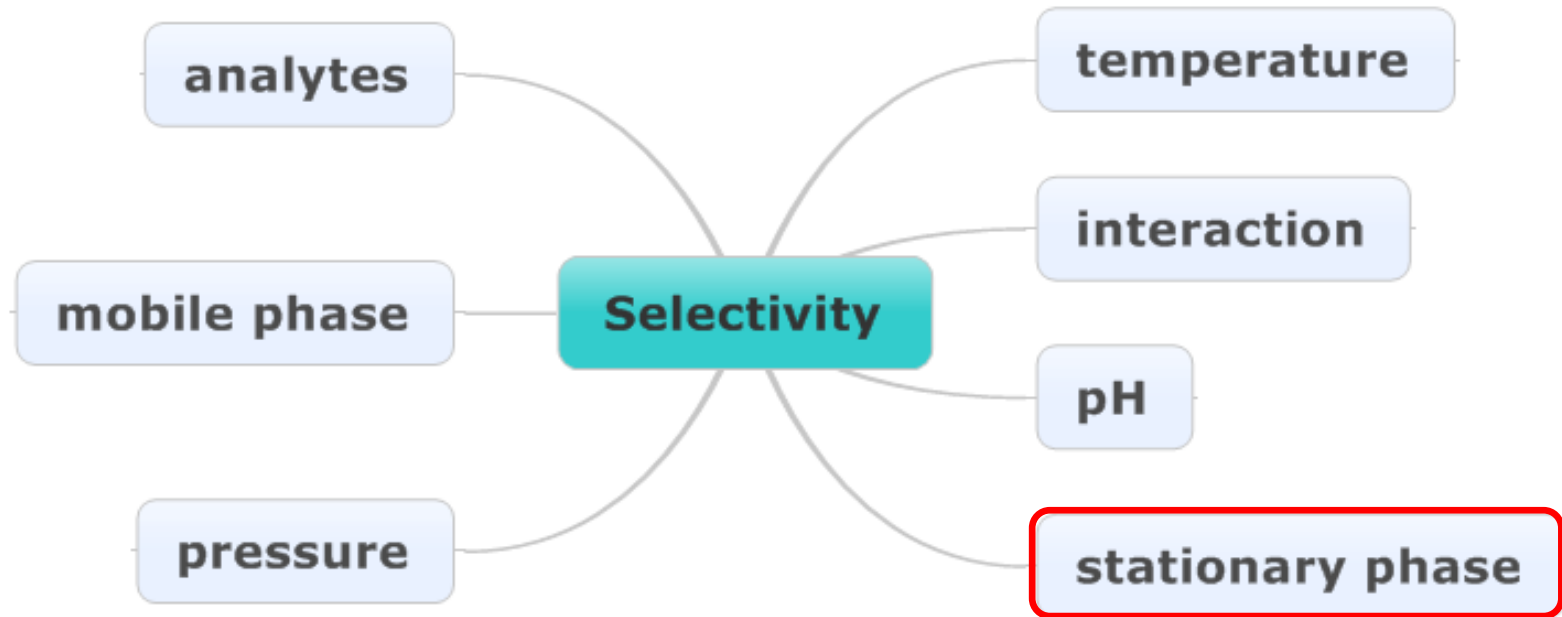 analytes
mobile phase
pressure
Selectivity
temperature
interaction
pH
stationary phase